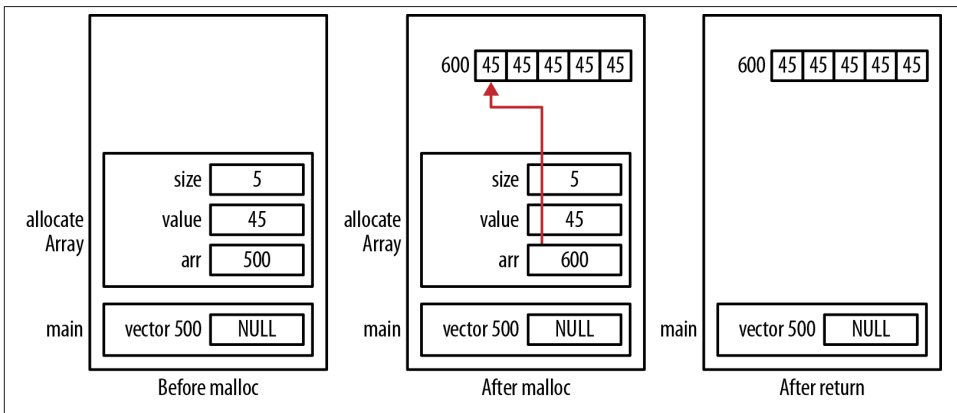 size 5
value 45
allocate
Array
arr 500
main vector 500 NULL
Before malloc
600 45 45 45 45 45
size 5
value 45
allocate
Array
arr 600
main vector 500 NULL
After malloc
600 45 45 45 45 45
main vector 500 NULL
After return